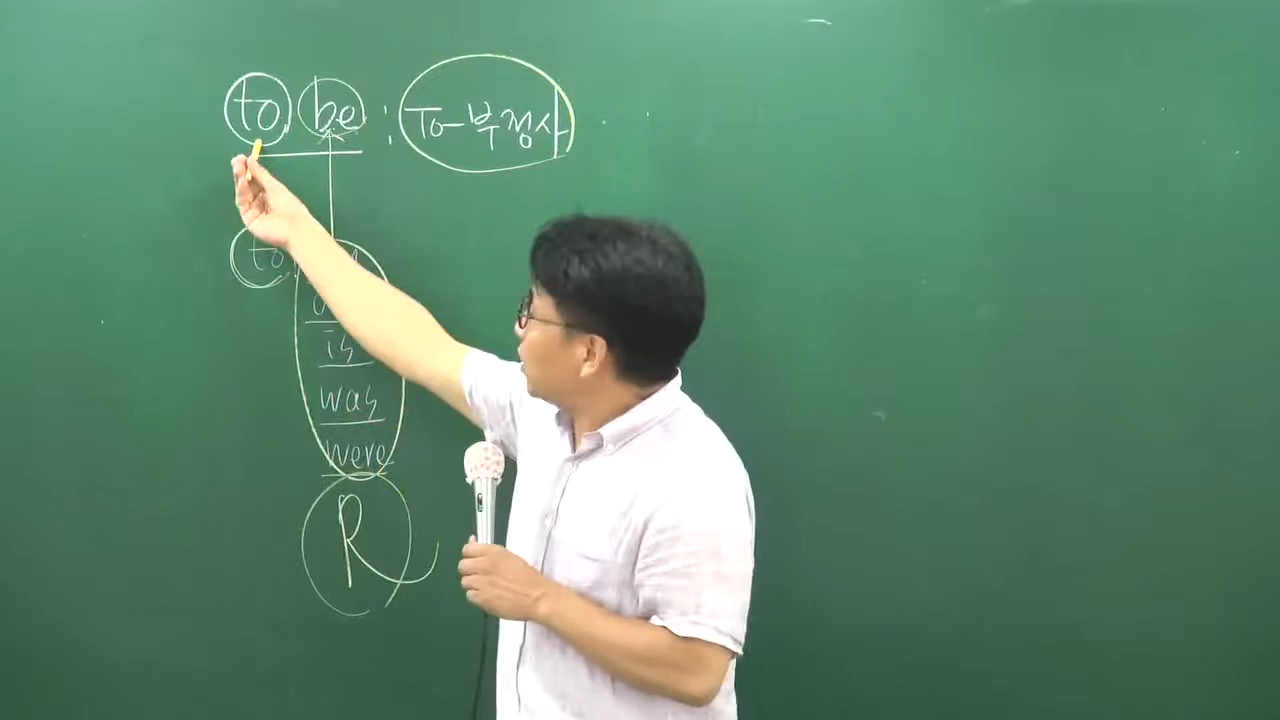 to be : To-부정사
to
is
was
were
R